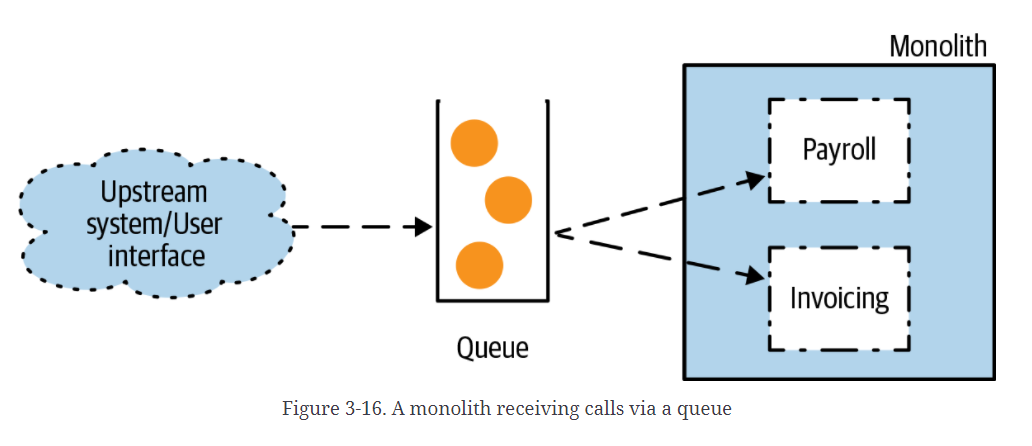 Monolith
Payroll
Upstream
system/User
interface
Invoicing
Queue
Figure 3-16. A monolith receiving calls via a queue